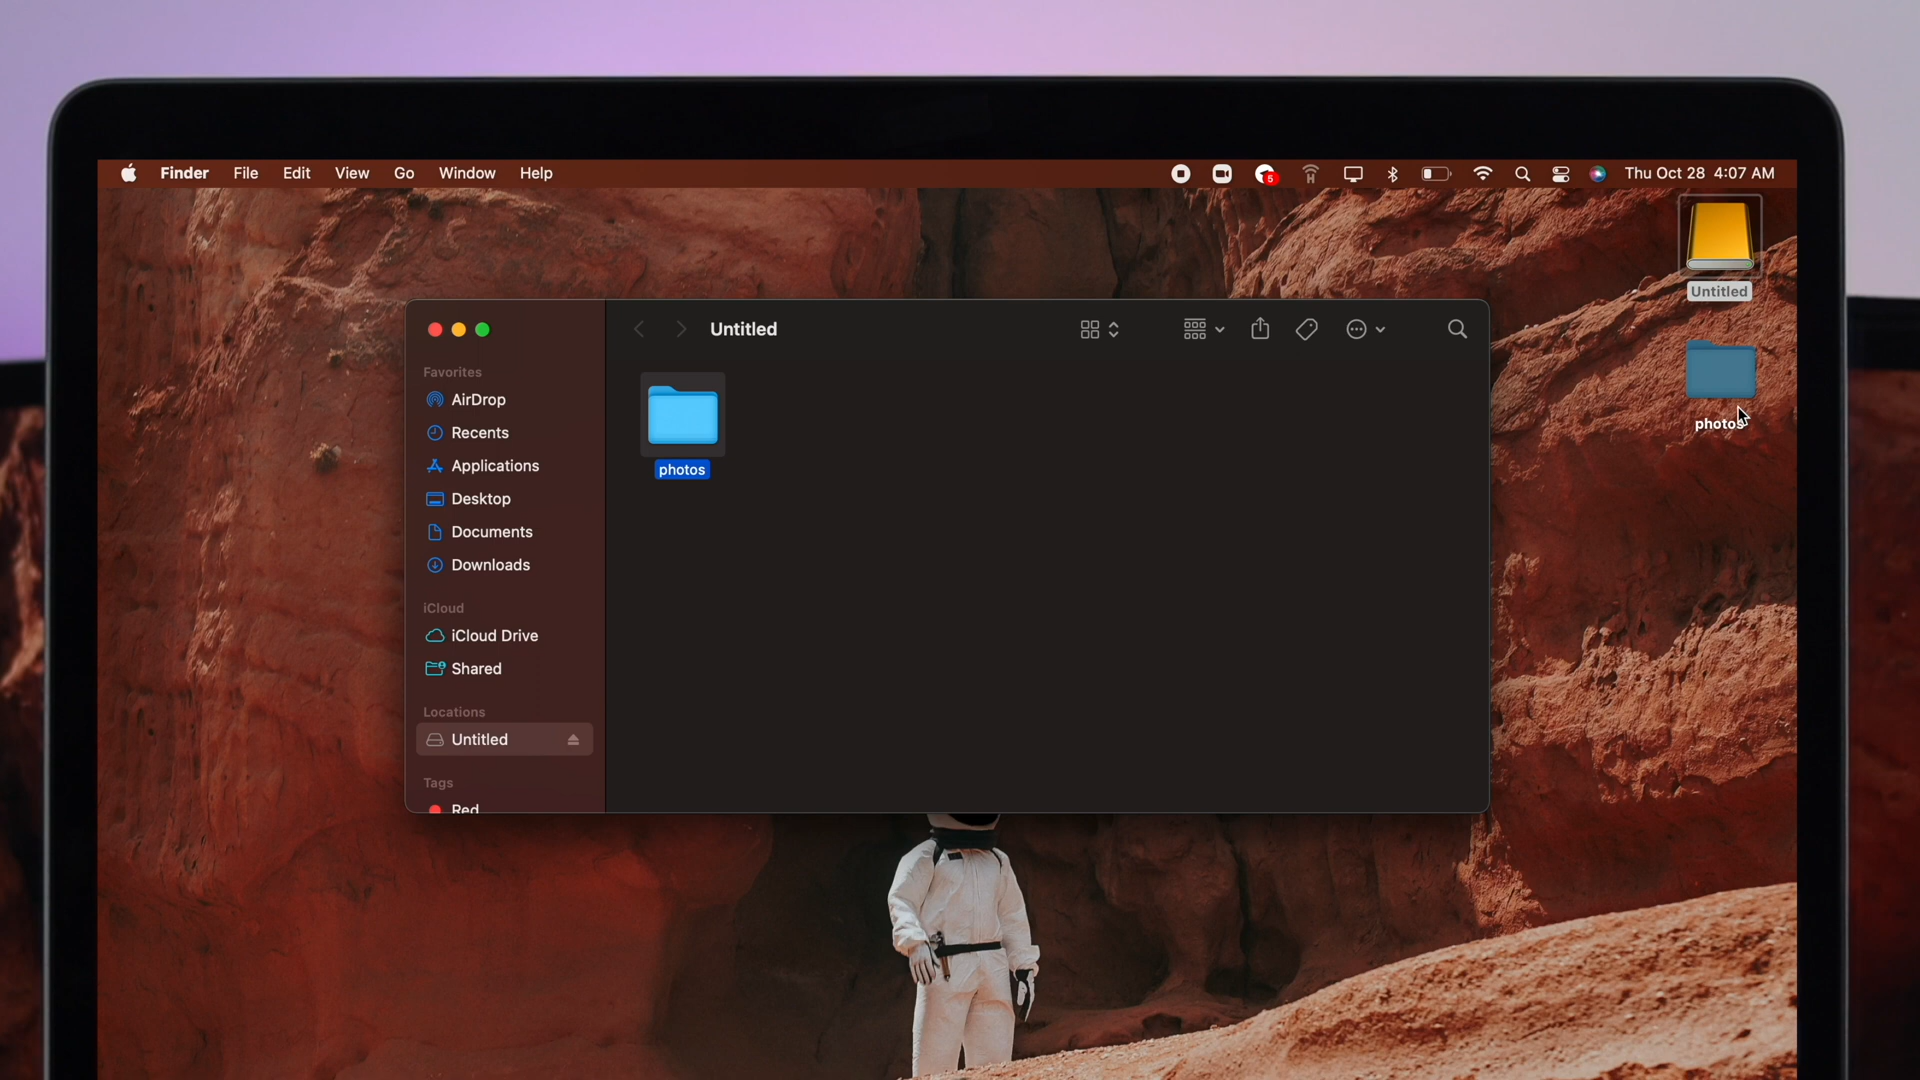 Finder File Edit View Go Window Help 5 Thu Oct 28 4:07 AM
Untitled
photos
Untitled
Favorites
AirDrop
Recents
Applications
Desktop
Documents
Downloads
iCloud
iCloud Drive
Shared
Locations
Untitled
Tags
Red
photos